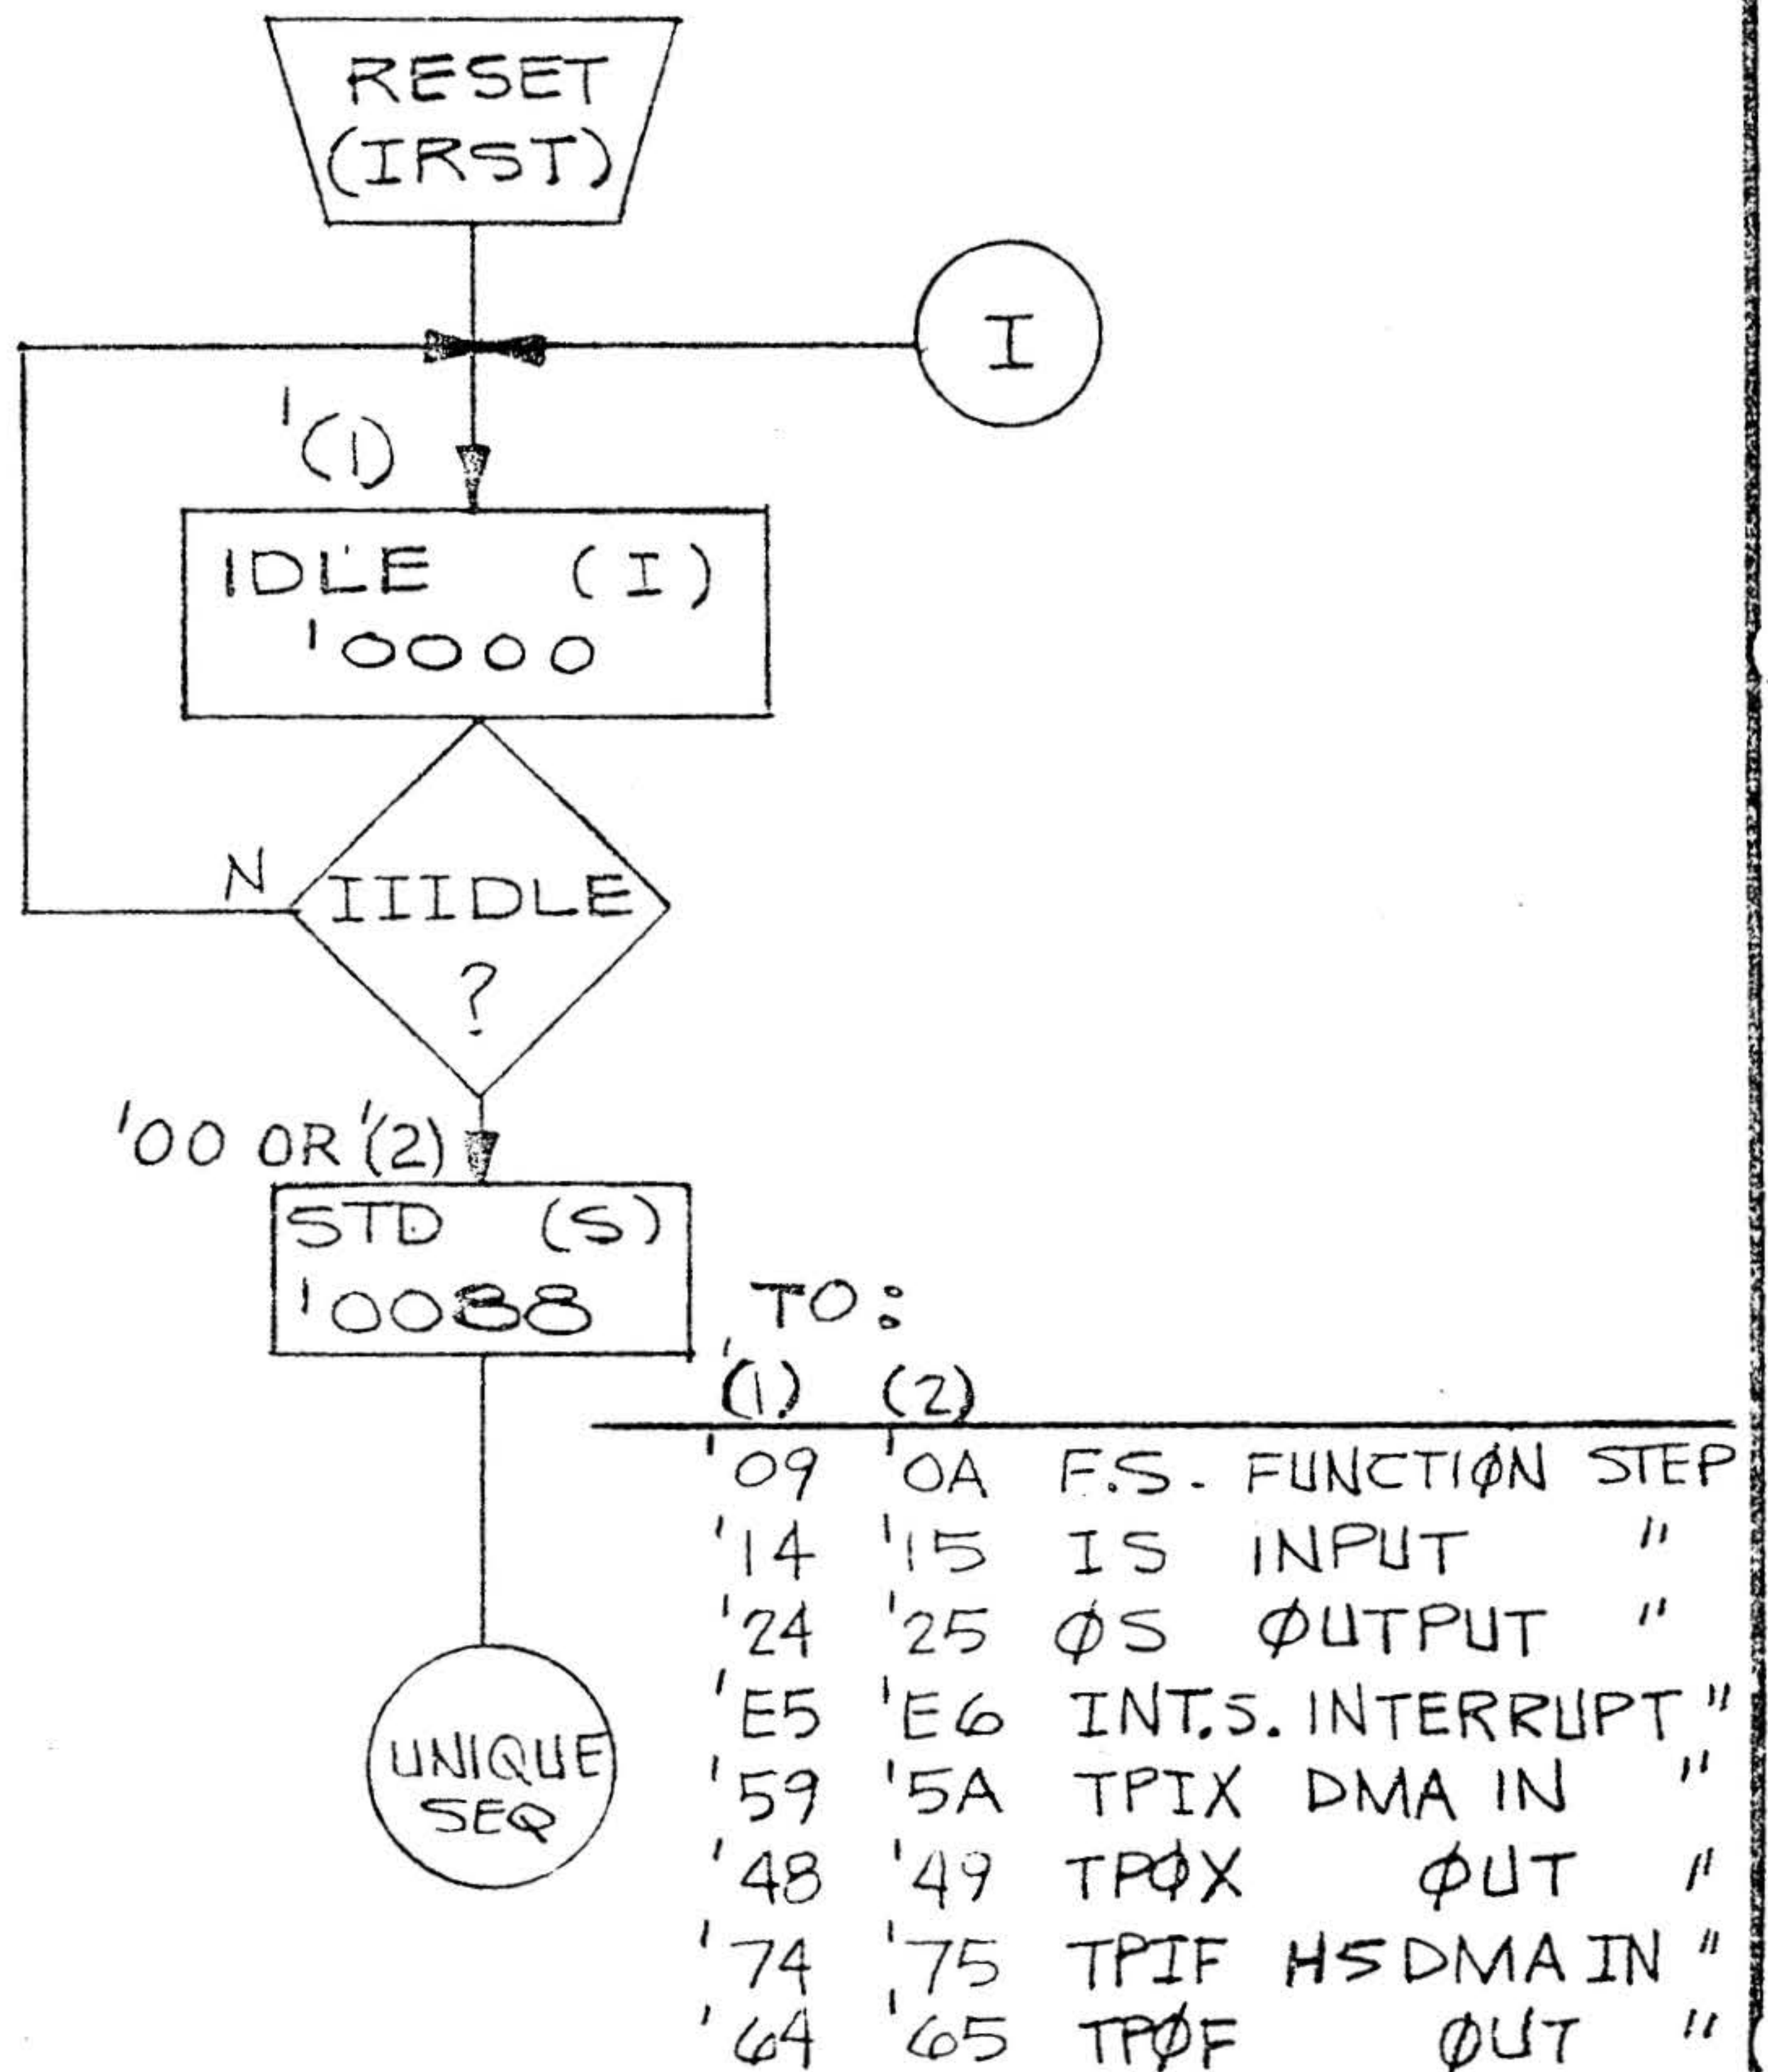 RESET
(IRST)
I
'(1)
IDLE (I)
'0000
N
IIIDLE
?
'00 OR '(2)
STD (S)
'0088
TO:
'(1) (2)
'09 '0A F.S. FUNCTIØN STEP
'14 '15 IS INPUT "
'24 '25 ØS ØUTPUT "
'E5 'E6 INT.S. INTERRUPT "
'59 '5A TPIX DMA IN "
'48 '49 TPØX ØUT "
'74 '75 TPIF HSDMA IN "
'64 '65 TPØF ØUT "
UNIQUE
SEQ